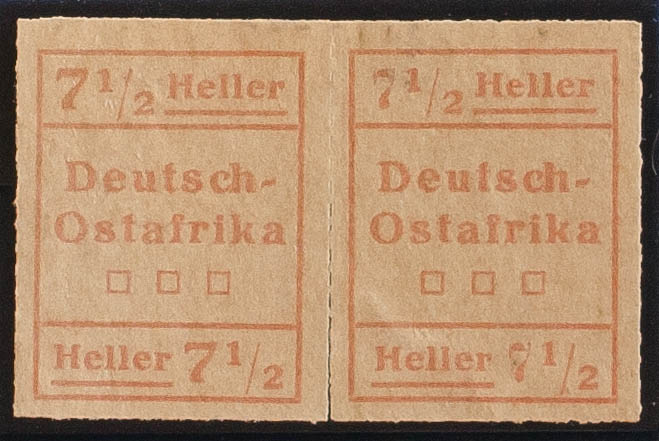 7 1/2 Heller
Deutsch-
Ostafrika
Heller 7 1/2
7 1/2 Heller
Deutsch-
Ostafrika
Heller 7 1/2